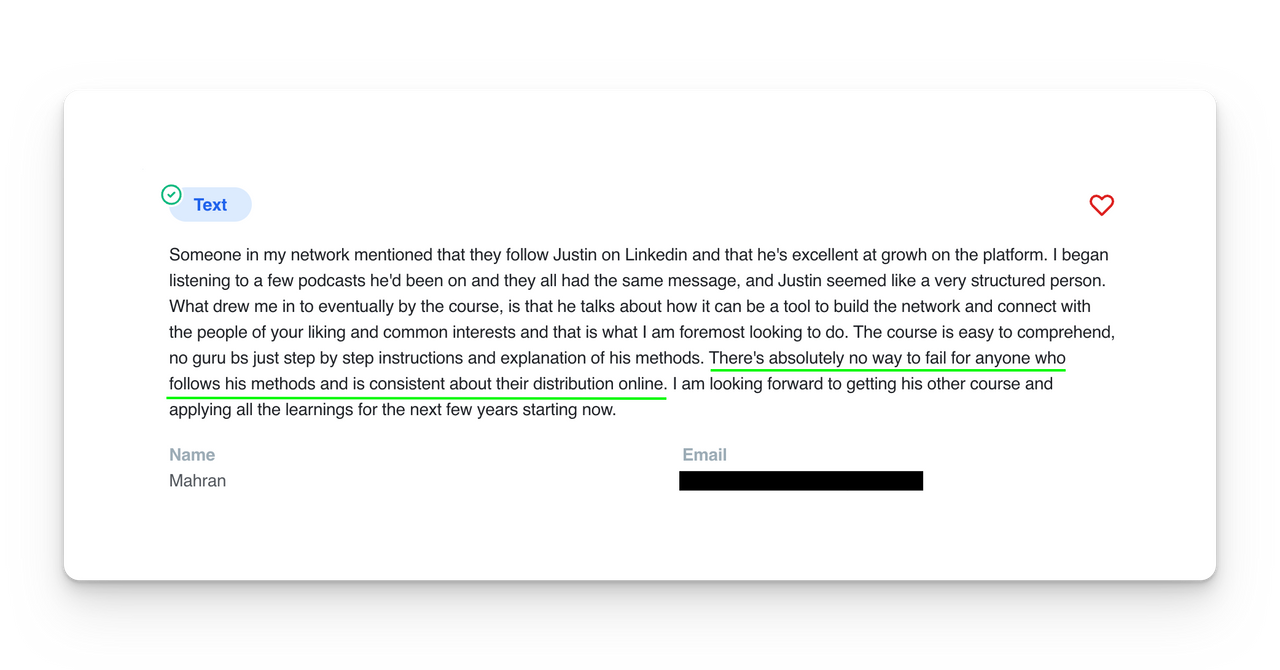 Text
Someone in my network mentioned that they follow Justin on Linkedin and that he's excellent at growh on the platform. I began
listening to a few podcasts he'd been on and they all had the same message, and Justin seemed like a very structured person.
What drew me in to eventually by the course, is that he talks about how it can be a tool to build the network and connect with
the people of your liking and common interests and that is what I am foremost looking to do. The course is easy to comprehend,
no guru bs just step by step instructions and explanation of his methods. There's absolutely no way to fail for anyone who
follows his methods and is consistent about their distribution online. I am looking forward to getting his other course and
applying all the learnings for the next few years starting now.
Name
Email
Mahran